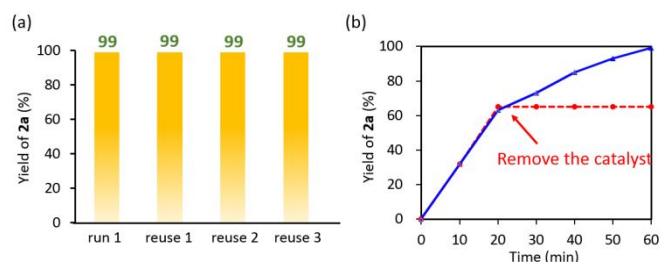 (a)
99 99 99 99
100
80
60
40
20
0
Yield of 2a (%)
run 1 reuse 1 reuse 2 reuse 3
(b)
100
80
60
40
20
0
Yield of 2a (%)
Remove the catalyst
0 10 20 30 40 50 60
Time (min)